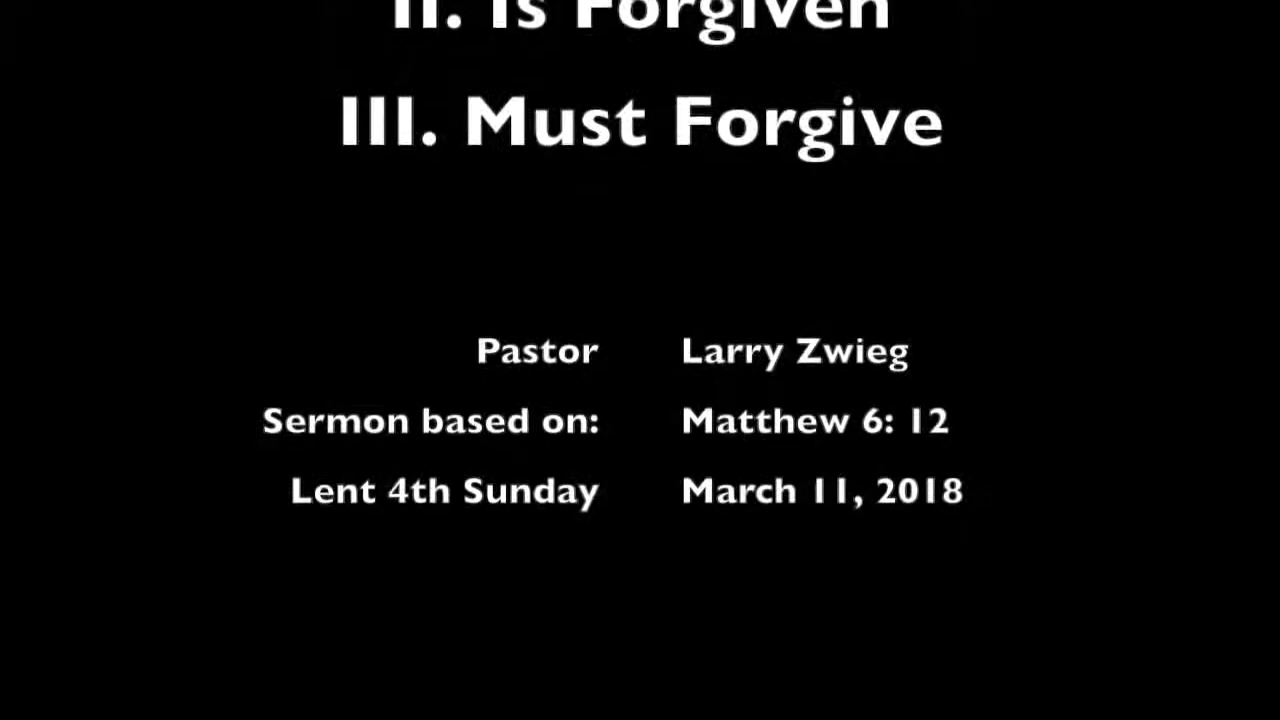 II. Is Forgiven
III. Must Forgive
Pastor Larry Zwieg
Sermon based on: Matthew 6: 12
Lent 4th Sunday March 11, 2018